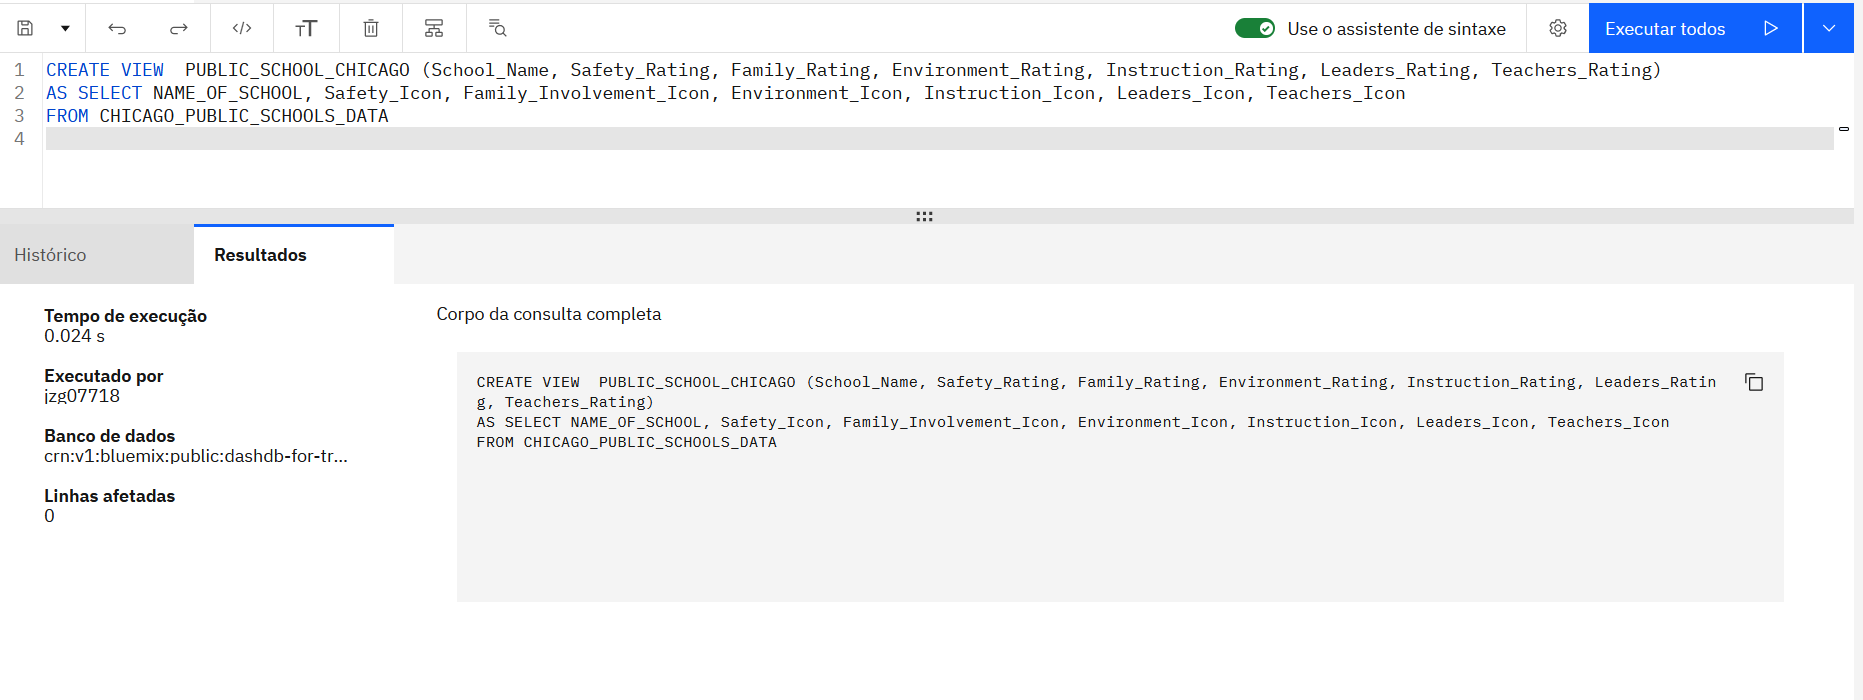 Use o assistente de sintaxe
Executar todos
1 CREATE VIEW  PUBLIC_SCHOOL_CHICAGO (School_Name, Safety_Rating, Family_Rating, Environment_Rating, Instruction_Rating, Leaders_Rating, Teachers_Rating)
2 AS SELECT NAME_OF_SCHOOL, Safety_Icon, Family_Involvement_Icon, Environment_Icon, Instruction_Icon, Leaders_Icon, Teachers_Icon
3 FROM CHICAGO_PUBLIC_SCHOOLS_DATA
4
Histórico
Resultados
Tempo de execução
0.024 s
Executado por
jzg07718
Banco de dados
crn:v1:bluemix:public:dashdb-for-tr...
Linhas afetadas
0
Corpo da consulta completa
CREATE VIEW  PUBLIC_SCHOOL_CHICAGO (School_Name, Safety_Rating, Family_Rating, Environment_Rating, Instruction_Rating, Leaders_Ratin
g, Teachers_Rating)
AS SELECT NAME_OF_SCHOOL, Safety_Icon, Family_Involvement_Icon, Environment_Icon, Instruction_Icon, Leaders_Icon, Teachers_Icon
FROM CHICAGO_PUBLIC_SCHOOLS_DATA